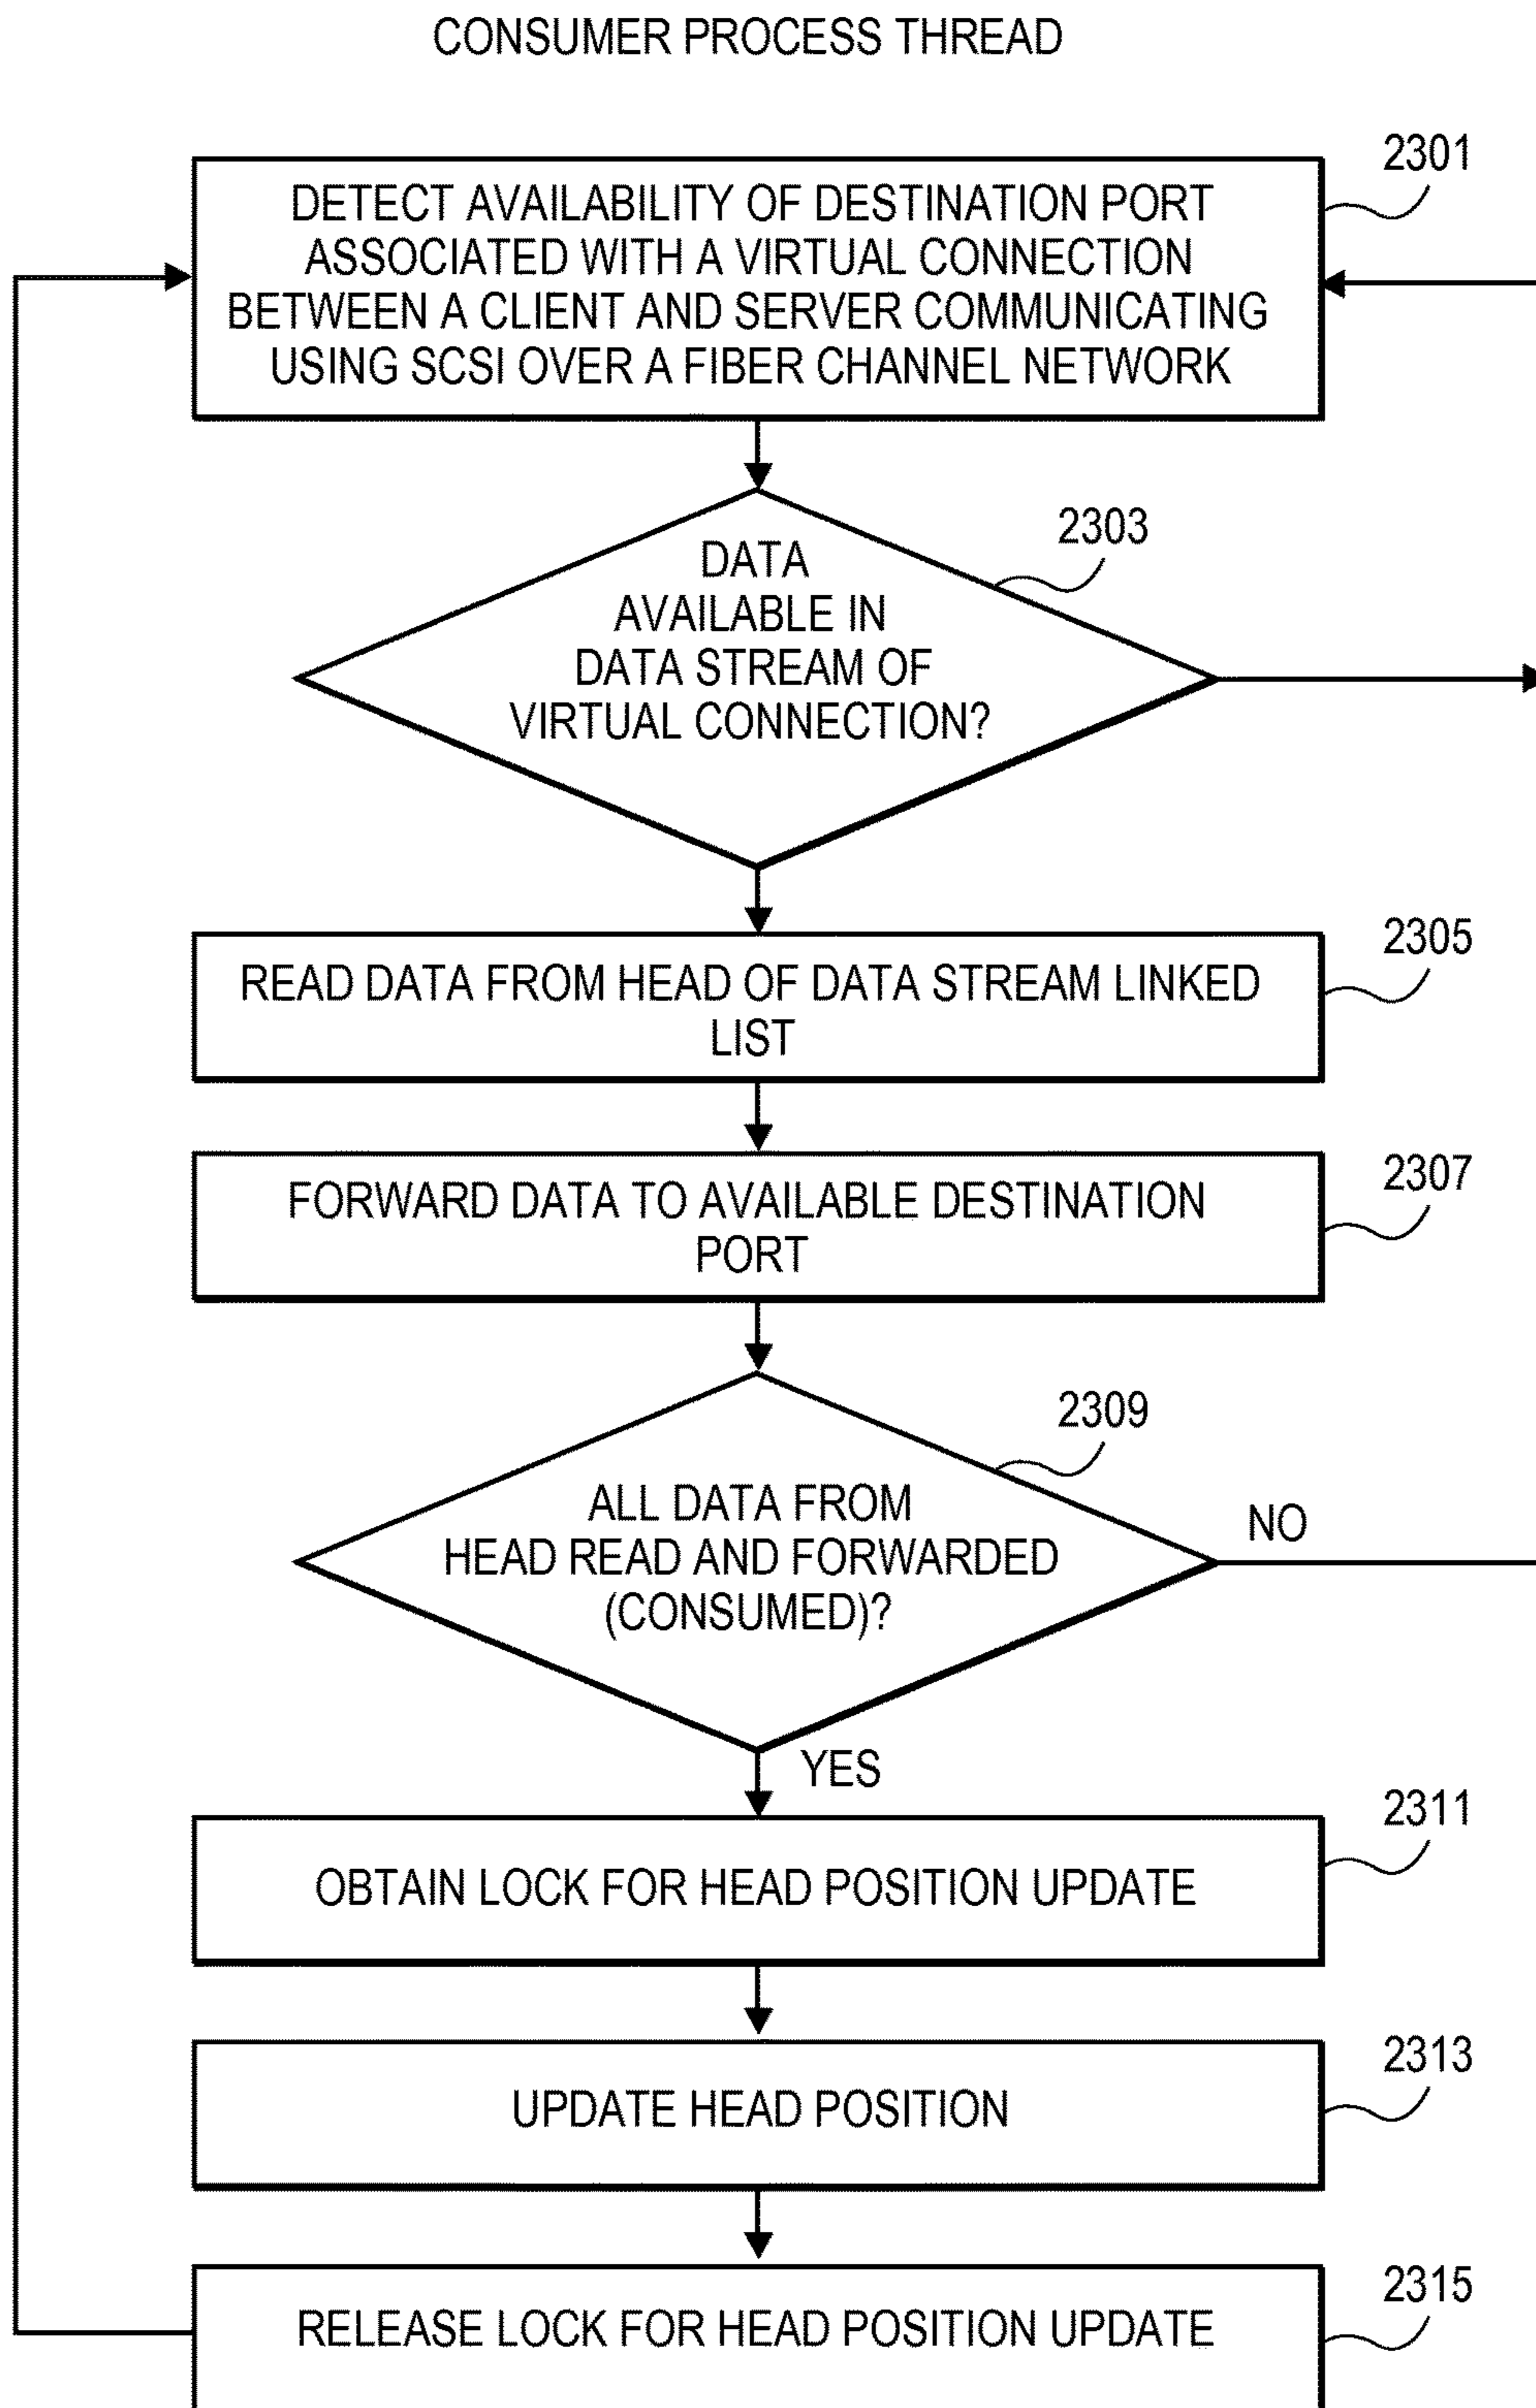 CONSUMER PROCESS THREAD
2301
DETECT AVAILABILITY OF DESTINATION PORT
ASSOCIATED WITH A VIRTUAL CONNECTION
BETWEEN A CLIENT AND SERVER COMMUNICATING
USING SCSI OVER A FIBER CHANNEL NETWORK
2303
DATA
AVAILABLE IN
DATA STREAM OF
VIRTUAL CONNECTION?
2305
READ DATA FROM HEAD OF DATA STREAM LINKED
LIST
2307
FORWARD DATA TO AVAILABLE DESTINATION
PORT
2309
ALL DATA FROM
HEAD READ AND FORWARDED
(CONSUMED)?
NO
YES
2311
OBTAIN LOCK FOR HEAD POSITION UPDATE
2313
UPDATE HEAD POSITION
2315
RELEASE LOCK FOR HEAD POSITION UPDATE